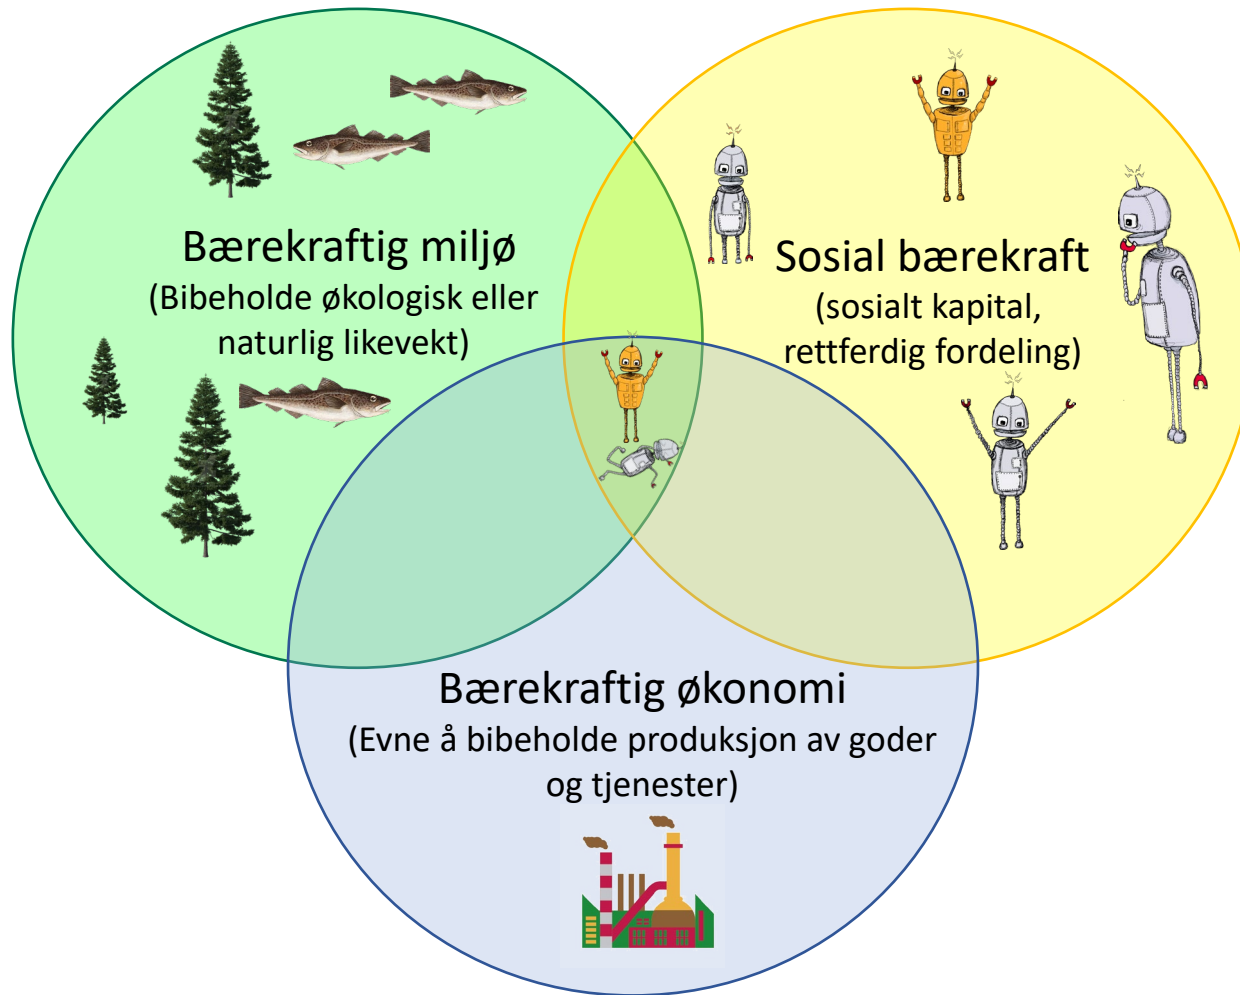 Bærekraftig miljø
(Bibeholde økologisk eller
naturlig likevekt)
Sosial bærekraft
(sosialt kapital,
rettferdig fordeling)
Bærekraftig økonomi
(Evne å bibeholde produksjon av goder
og tjenester)